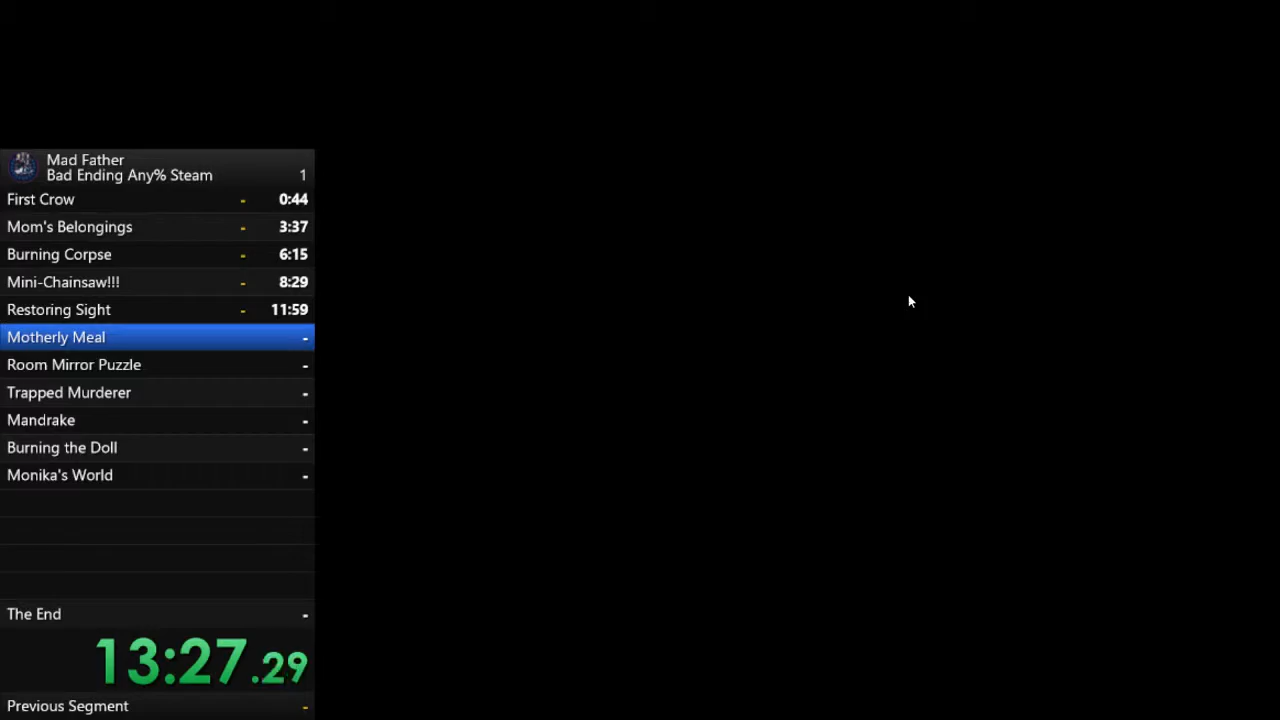 Mad Father
Bad Ending Any% Steam 1
First Crow - 0:44
Mom's Belongings - 3:37
Burning Corpse - 6:15
Mini-Chainsaw!!! - 8:29
Restoring Sight - 11:59
Motherly Meal -
Room Mirror Puzzle -
Trapped Murderer -
Mandrake -
Burning the Doll -
Monika's World -
The End -
13:27.29
Previous Segment -